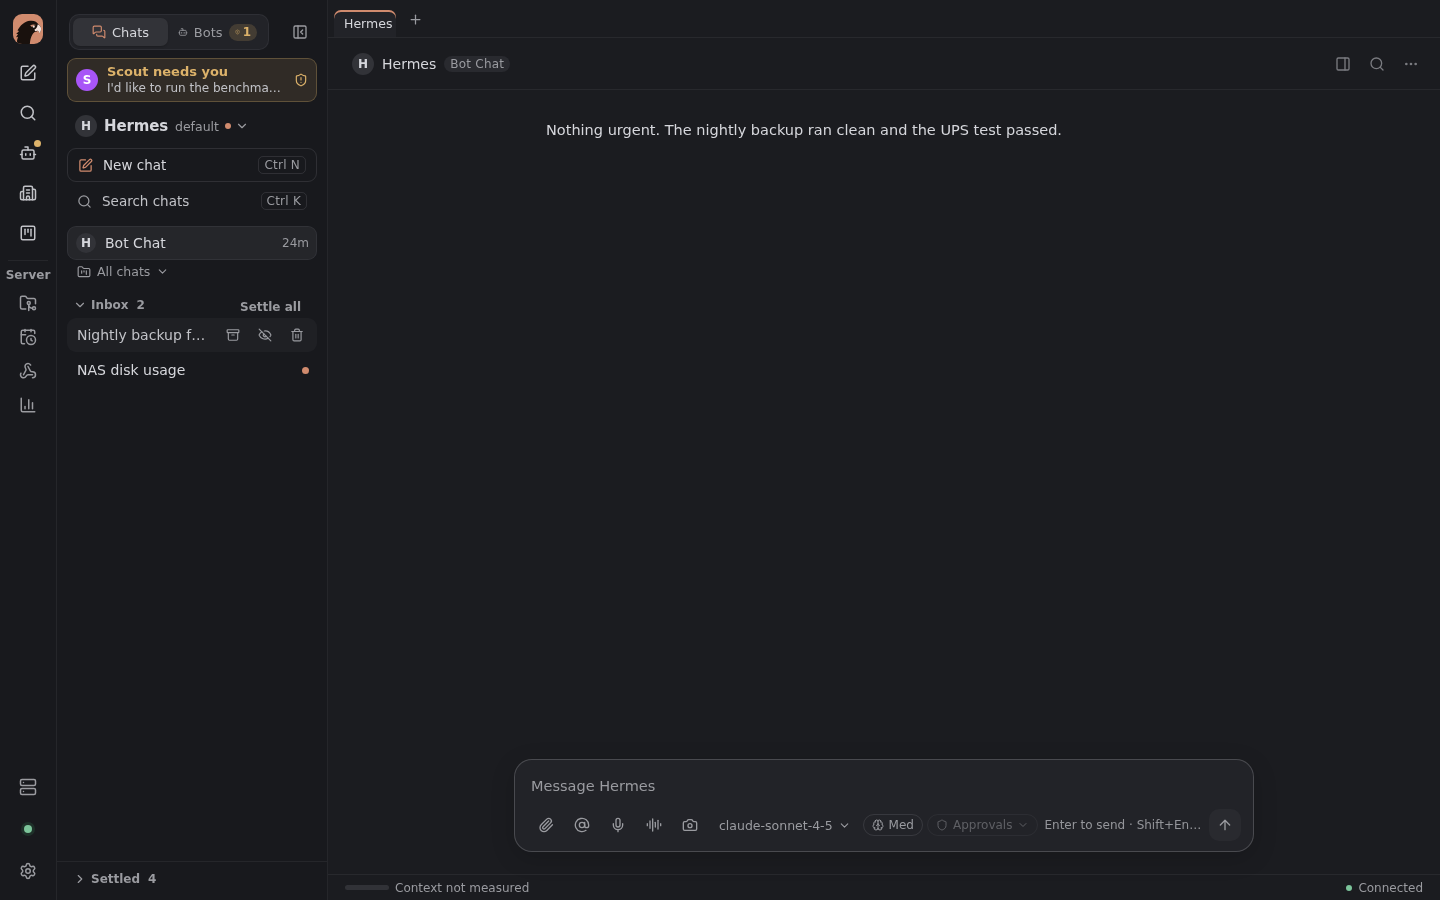 Chats
Bots
1
Scout needs you
I'd like to run the benchma...
H
Hermes default
New chat
Ctrl N
Search chats
Ctrl K
H
Bot Chat
24m
All chats
Inbox 2
Settle all
Nightly backup f...
NAS disk usage
Settled 4
Server
S
Hermes
H
Hermes
Bot Chat
Nothing urgent. The nightly backup ran clean and the UPS test passed.
Message Hermes
claude-sonnet-4-5
Med
Approvals
Enter to send · Shift+En...
Context not measured
Connected